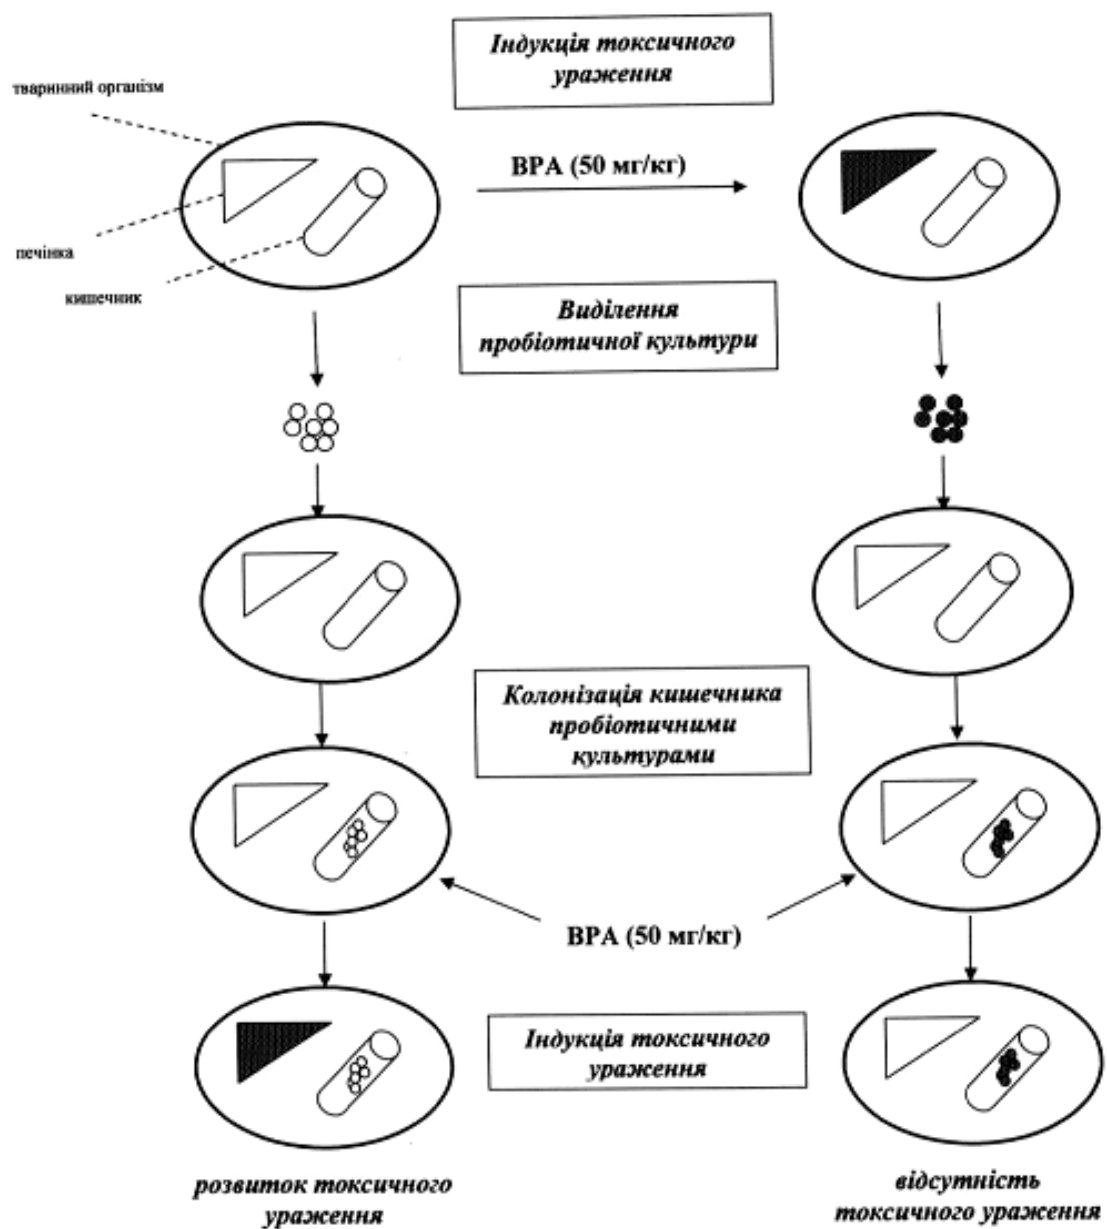 Індукція токсичного
ураження
тваринний організм
ВРА (50 мг/кг)
печінка
кишечник
Виділення
пробіотичної культури
Колонізація кишечника
пробіотичними
культурами
ВРА (50 мг/кг)
Індукція токсичного
ураження
розвиток токсичного
ураження
відсутність
токсичного ураження